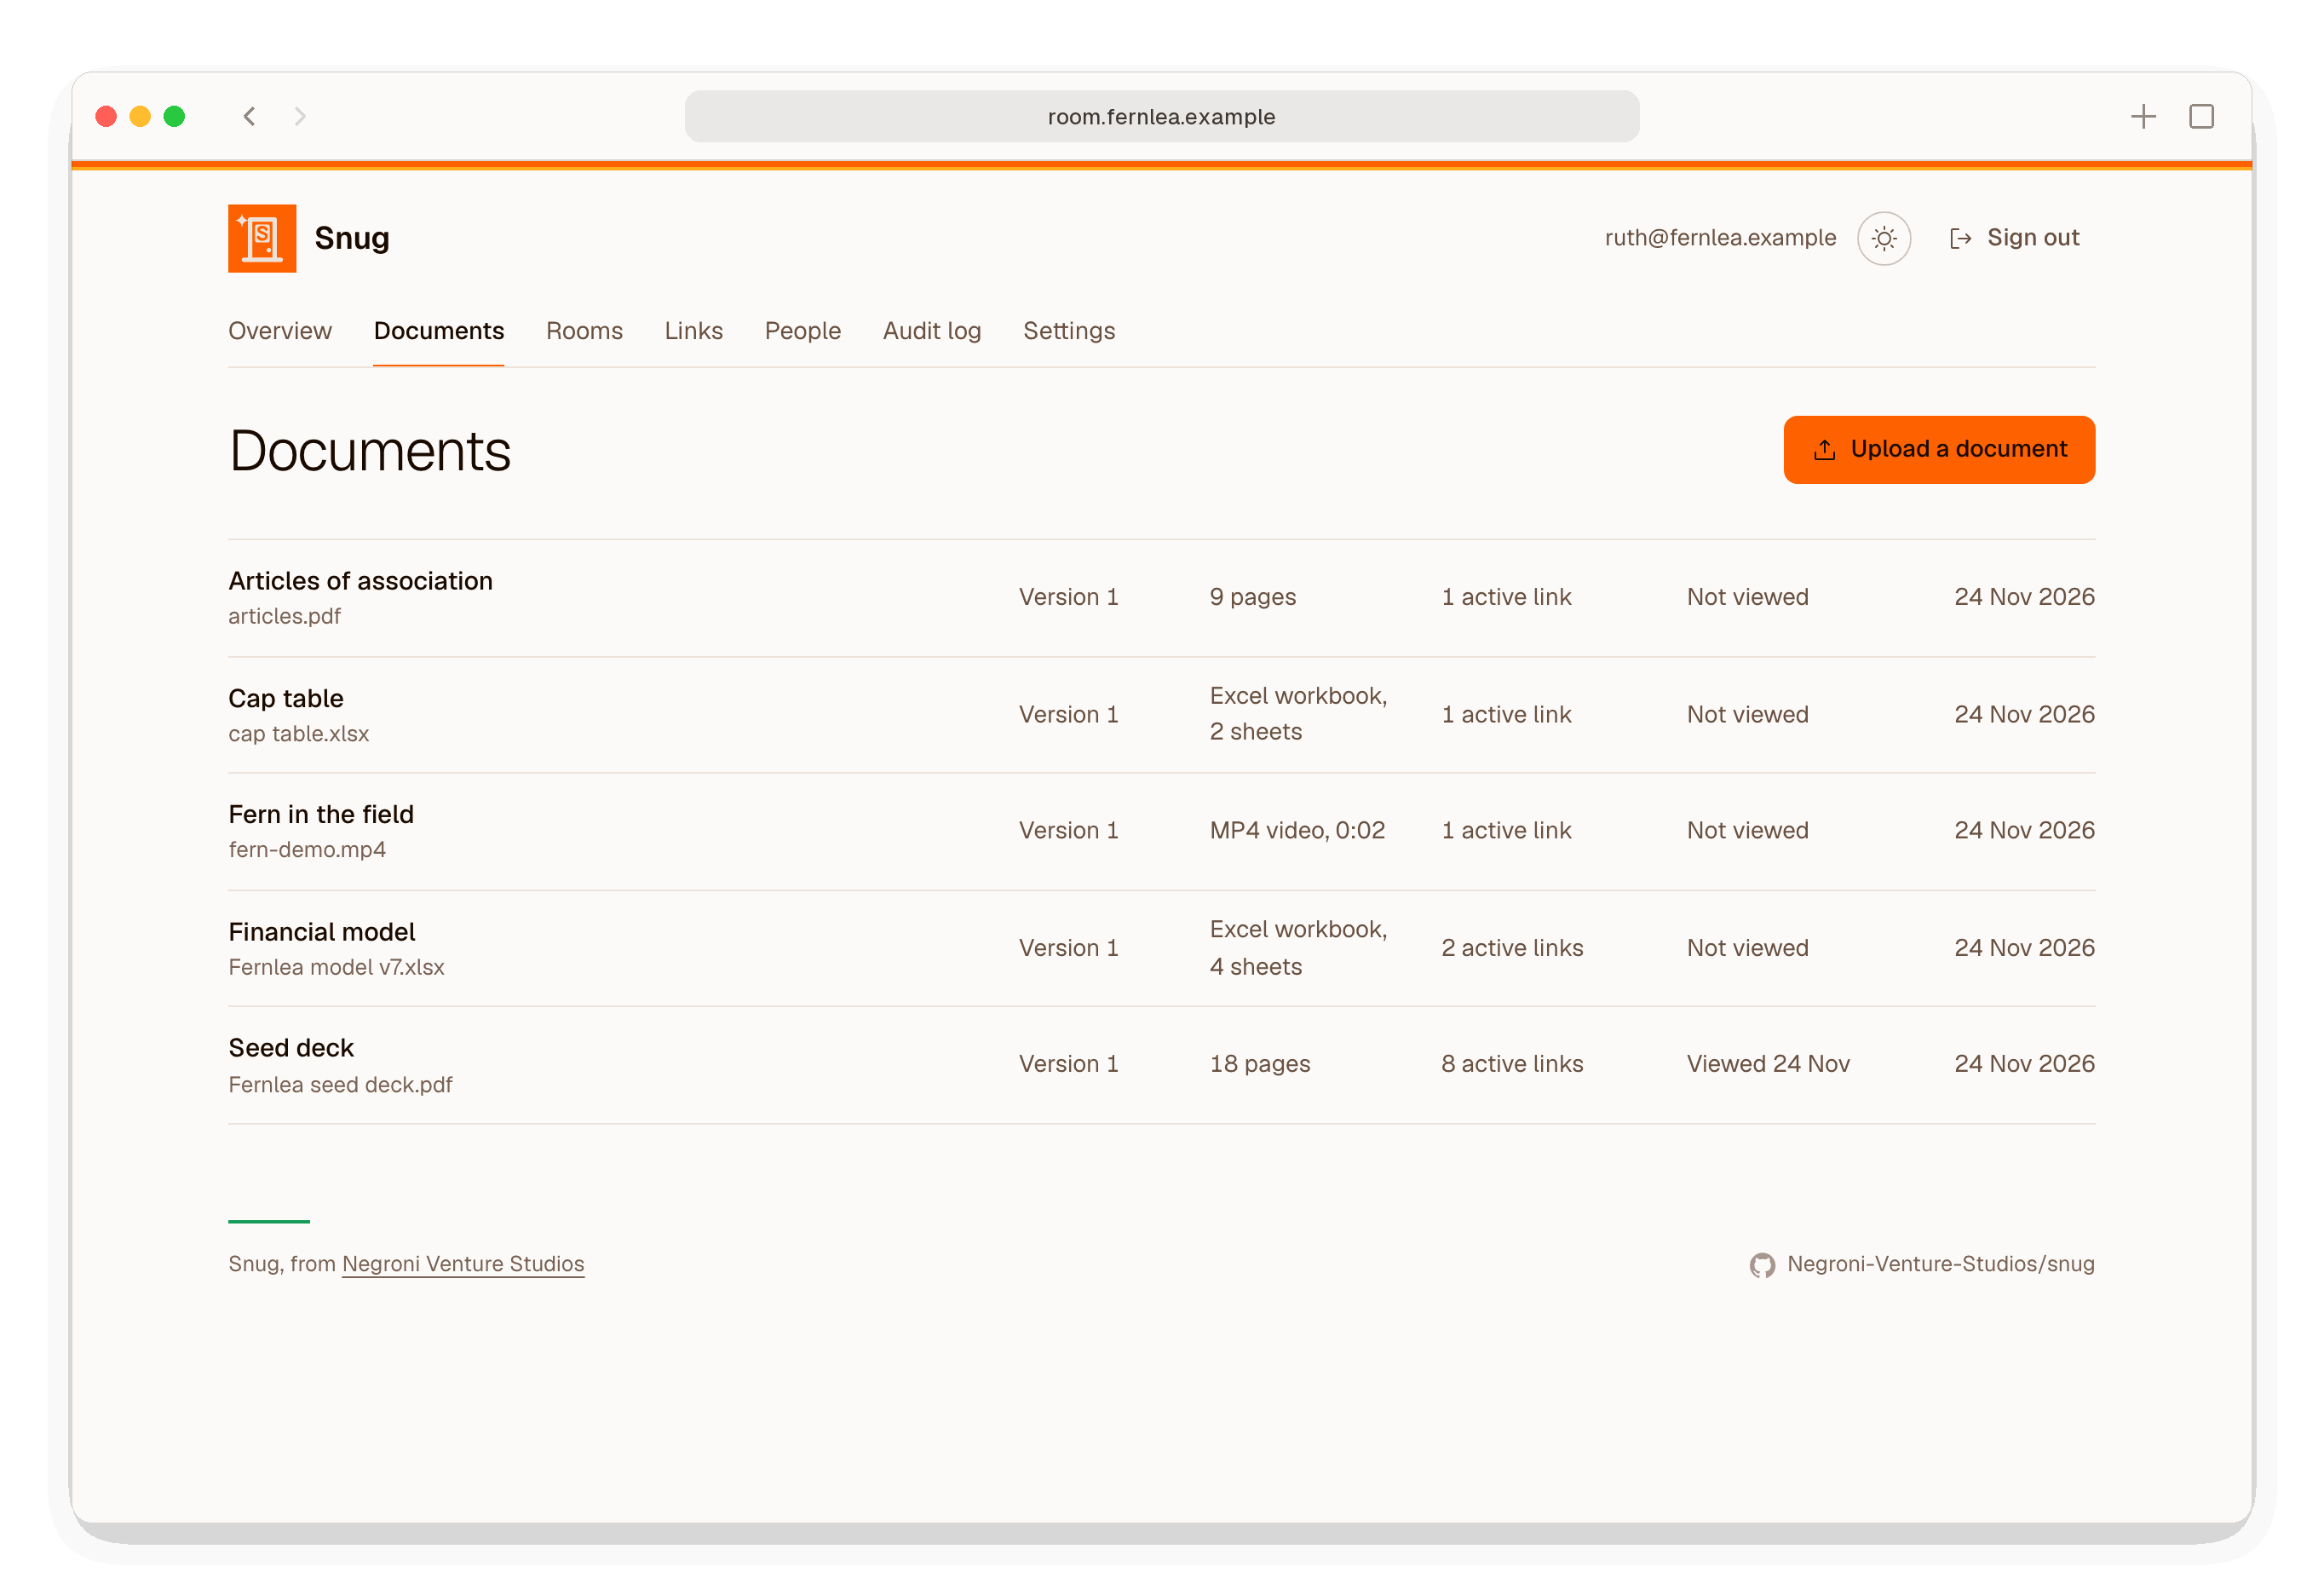 room.fernlea.example
S
Snug
ruth@fernlea.example
Sign out
Overview
Documents
Rooms
Links
People
Audit log
Settings
Documents
Upload a document
Articles of association
articles.pdf
Version 1
9 pages
1 active link
Not viewed
24 Nov 2026
Cap table
cap table.xlsx
Version 1
Excel workbook,
2 sheets
1 active link
Not viewed
24 Nov 2026
Fern in the field
fern-demo.mp4
Version 1
MP4 video, 0:02
1 active link
Not viewed
24 Nov 2026
Financial model
Fernlea model v7.xlsx
Version 1
Excel workbook,
4 sheets
2 active links
Not viewed
24 Nov 2026
Seed deck
Fernlea seed deck.pdf
Version 1
18 pages
8 active links
Viewed 24 Nov
24 Nov 2026
Snug, from Negroni Venture Studios
Negroni-Venture-Studios/snug